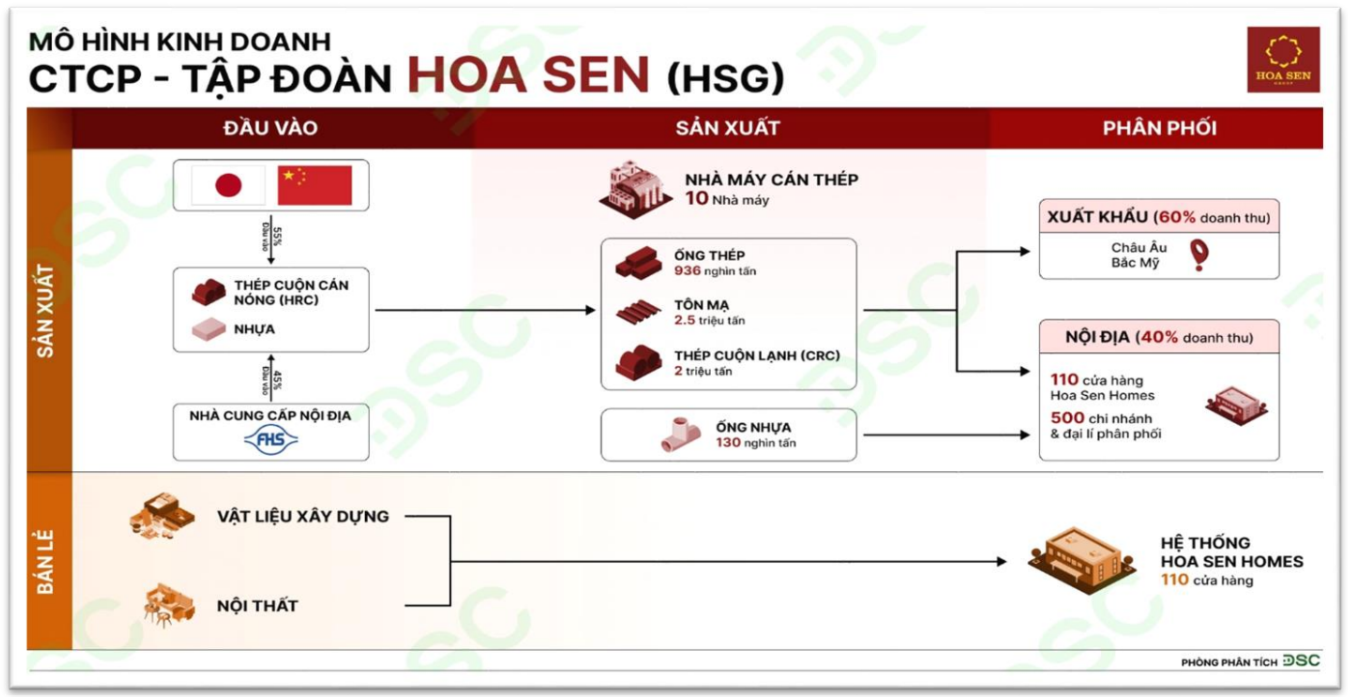 MÔ HÌNH KINH DOANH
CTCP - TẬP ĐOÀN HOA SEN (HSG)
HOA SEN
GROUP
ĐẦU VÀO
SẢN XUẤT
PHÂN PHỐI
SẢN XUẤT
55%
Đầu vào
THÉP CUỘN CÁN
NÓNG (HRC)
NHỰA
45%
Đầu vào
NHÀ CUNG CẤP NỘI ĐỊA
FHS
NHÀ MÁY CÁN THÉP
10 Nhà máy
ỐNG THÉP
936 nghìn tấn
TÔN MẠ
2.5 triệu tấn
THÉP CUỘN LẠNH (CRC)
2 triệu tấn
ỐNG NHỰA
130 nghìn tấn
XUẤT KHẨU (60% doanh thu)
Châu Âu
Bắc Mỹ
NỘI ĐỊA (40% doanh thu)
110 cửa hàng
Hoa Sen Homes
500 chi nhánh
& đại lí phân phối
BÁN LẺ
VẬT LIỆU XÂY DỰNG
NỘI THẤT
HỆ THỐNG
HOA SEN HOMES
110 cửa hàng
PHÒNG PHÂN TÍCH DSC